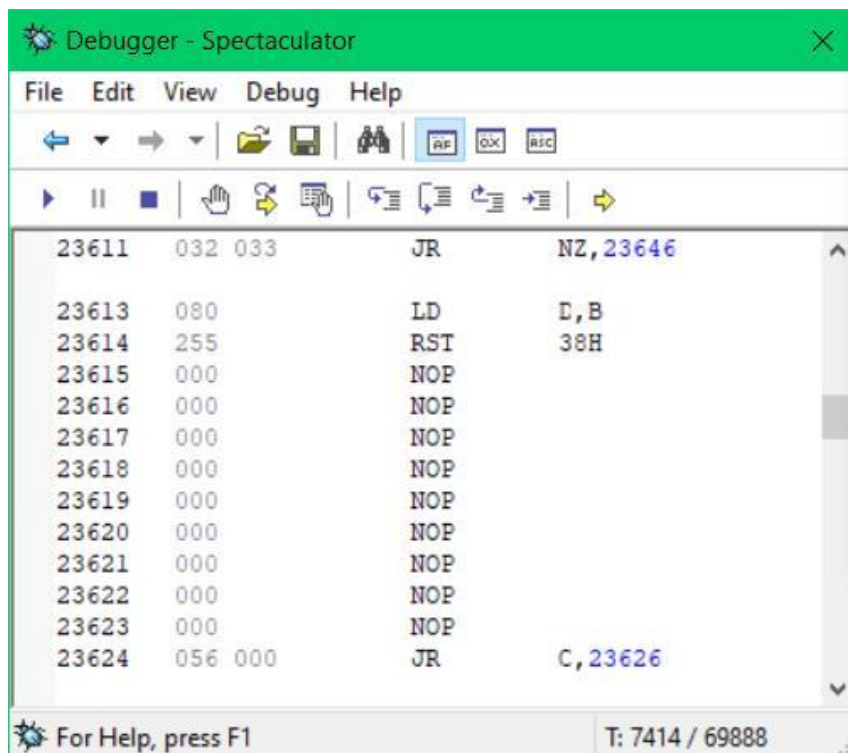 Debugger - Spectaculator
File Edit View Debug Help
AF OX ASC
23611 032 033 JR NZ,23646
23613 080 LD D,B
23614 255 RST 38H
23615 000 NOP
23616 000 NOP
23617 000 NOP
23618 000 NOP
23619 000 NOP
23620 000 NOP
23621 000 NOP
23622 000 NOP
23623 000 NOP
23624 056 000 JR C,23626
For Help, press F1 T: 7414 / 69888